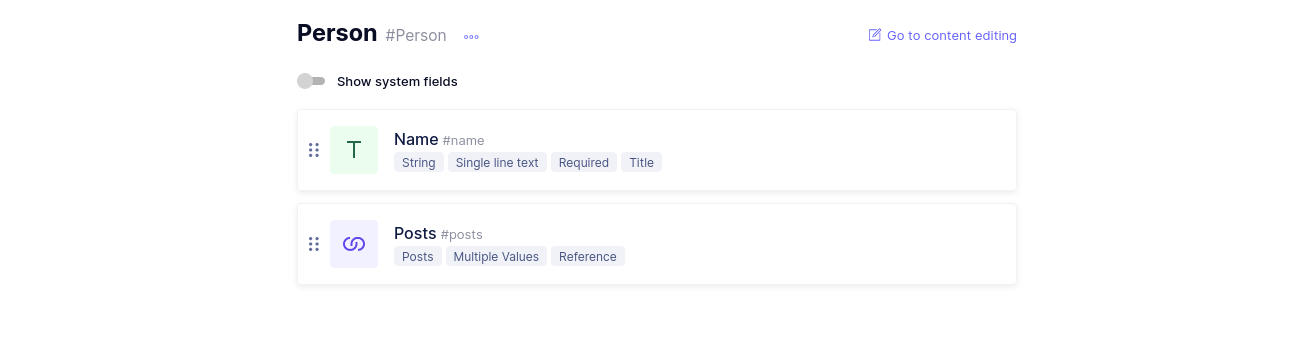 Person #Person
Go to content editing
Show system fields
T
Name #name
String Single line text Required Title
Posts #posts
Posts Multiple Values Reference